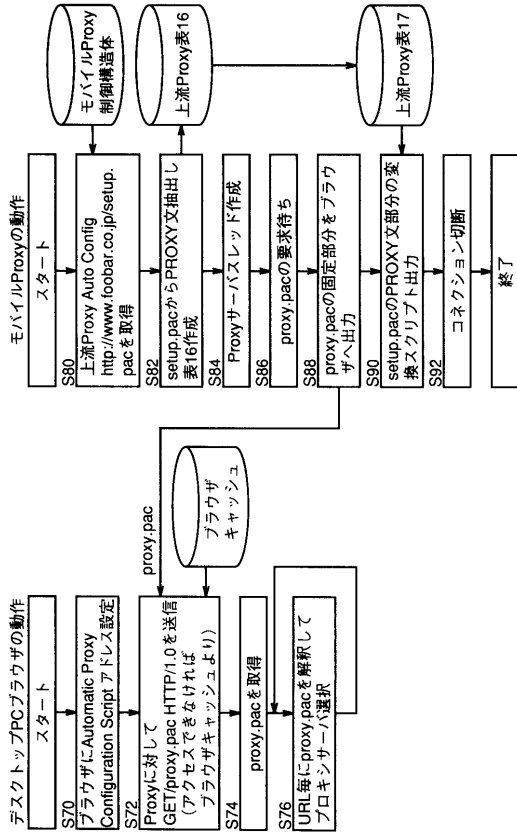 デスクトップPCブラウザの動作
スタート
S70
ブラウザにAutomatic Proxy
Configuration Script アドレス設定
S72
Proxyに対して
GET/proxy.pac HTTP/1.0を送信
(アクセスできなければ
ブラウザキャッシュより)
S74
proxy.pacを取得
S76
URL毎にproxy.pacを解釈して
プロキシサーバ選択
proxy.pac
ブラウザ
キャッシュ
モバイルProxyの動作
スタート
S80
上流Proxy Auto Config
http://www.foobar.co.jp/setup.
pacを取得
S82
setup.pacからPROXY文抽出し
表16作成
S84
Proxyサーバスレッド作成
S86
proxy.pacの要求待ち
S88
proxy.pacの固定部分をブラウ
ザへ出力
S90
setup.pacのPROXY文部分の変
換スクリプト出力
S92
コネクション切断
終了
モバイルProxy
制御構造体
上流Proxy表16
上流Proxy表17